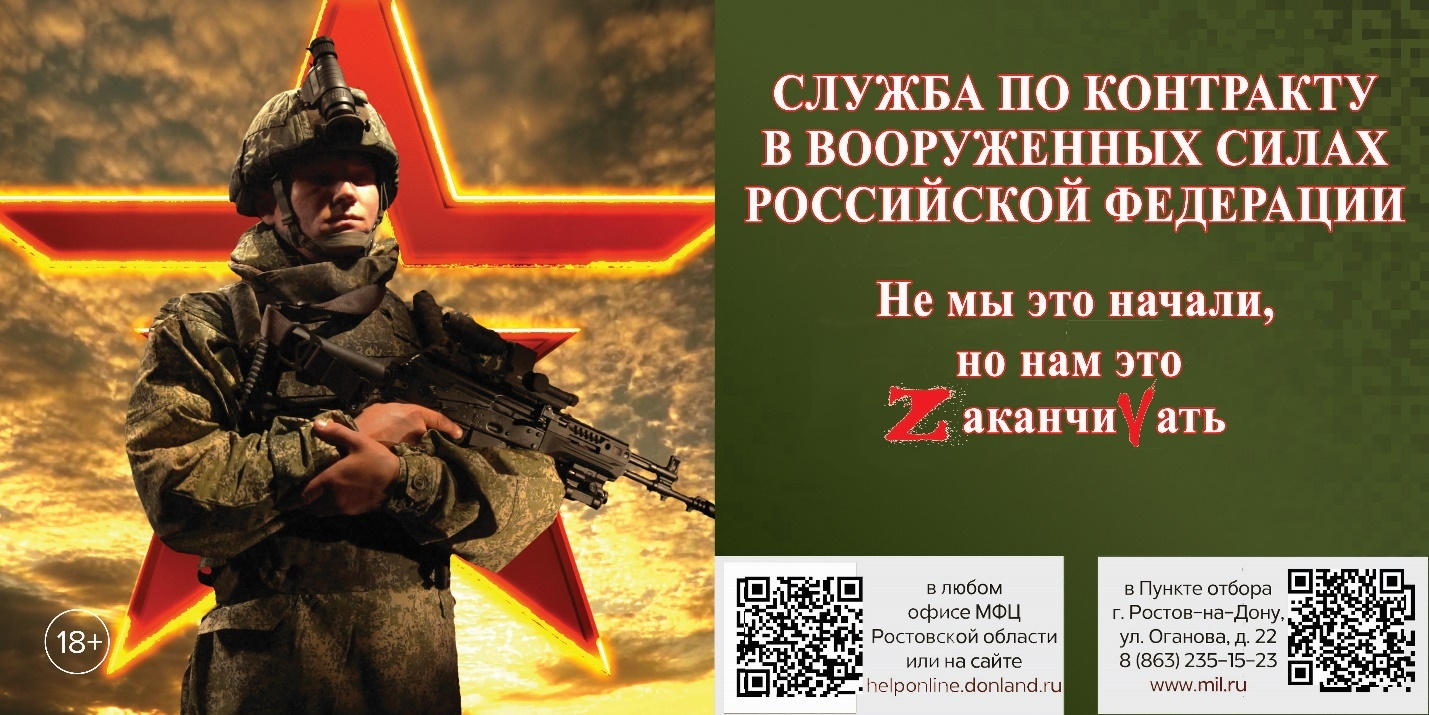 СЛУЖБА ПО КОНТРАКТУ
В ВООРУЖЕННЫХ СИЛАХ
РОССИЙСКОЙ ФЕДЕРАЦИИ
Не мы это начали,
но нам это
ZаканчиVать
18+
в любом
офисе МФЦ
Ростовской области
или на сайте
helponline.donland.ru
в Пункте отбора
г. Ростов-на-Дону,
ул. Оганова, д. 22
8 (863) 235-15-23
www.mil.ru